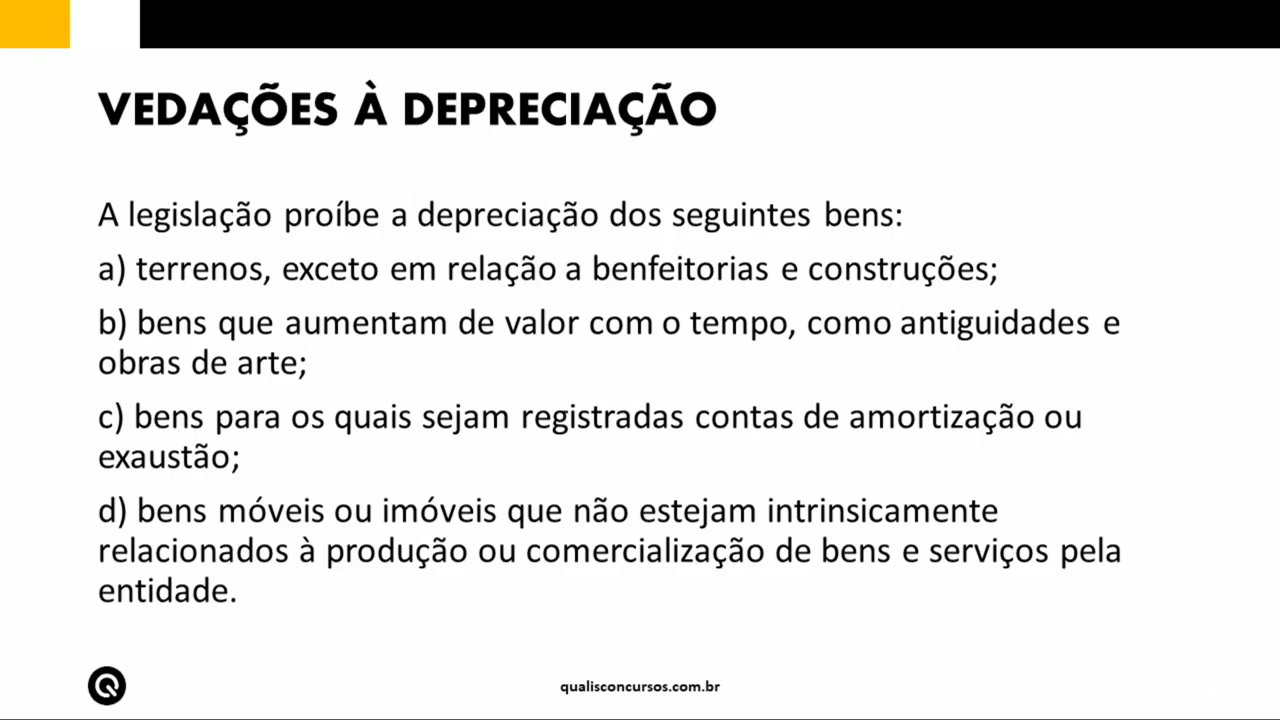 VEDAÇÕES À DEPRECIAÇÃO
A legislação proíbe a depreciação dos seguintes bens:
a) terrenos, exceto em relação a benfeitorias e construções;
b) bens que aumentam de valor com o tempo, como antiguidades e
obras de arte;
c) bens para os quais sejam registradas contas de amortização ou
exaustão;
d) bens móveis ou imóveis que não estejam intrinsicamente
relacionados à produção ou comercialização de bens e serviços pela
entidade.
qualisconcursos.com.br